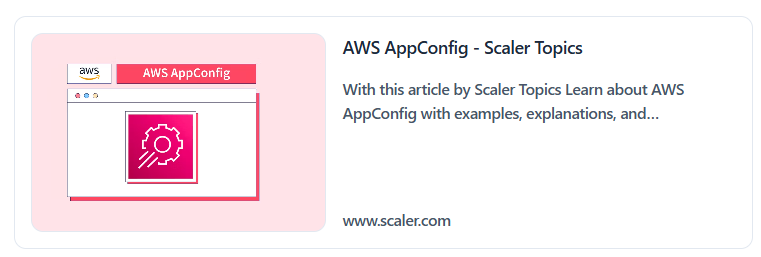 aws
AWS AppConfig
AWS AppConfig - Scaler Topics
With this article by Scaler Topics Learn about AWS
AppConfig with examples, explanations, and...
www.scaler.com